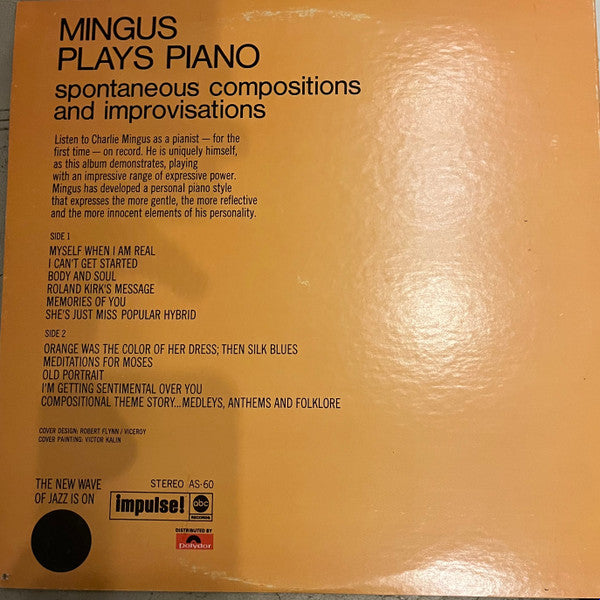 MINGUS
PLAYS PIANO
spontaneous compositions
and improvisations
Listen to Charlie Mingus as a pianist — for the
first time — on record. He is uniquely himself,
as this album demonstrates, playing
with an impressive range of expressive power.
Mingus has developed a personal piano style
that expresses the more gentle, the more reflective
and the more innocent elements of his personality.
SIDE 1
MYSELF WHEN I AM REAL
I CAN'T GET STARTED
BODY AND SOUL
ROLAND KIRK'S MESSAGE
MEMORIES OF YOU
SHE'S JUST MISS POPULAR HYBRID
SIDE 2
ORANGE WAS THE COLOR OF HER DRESS; THEN SILK BLUES
MEDITATIONS FOR MOSES
OLD PORTRAIT
I'M GETTING SENTIMENTAL OVER YOU
COMPOSITIONAL THEME STORY...MEDLEYS, ANTHEMS AND FOLKLORE
COVER DESIGN: ROBERT FLYNN / VICEROY
COVER PAINTING: VICTOR KALIN
THE NEW WAVE
OF JAZZ IS ON
STEREO AS-60
impulse!
abc
RECORDS
DISTRIBUTED BY
Polydor